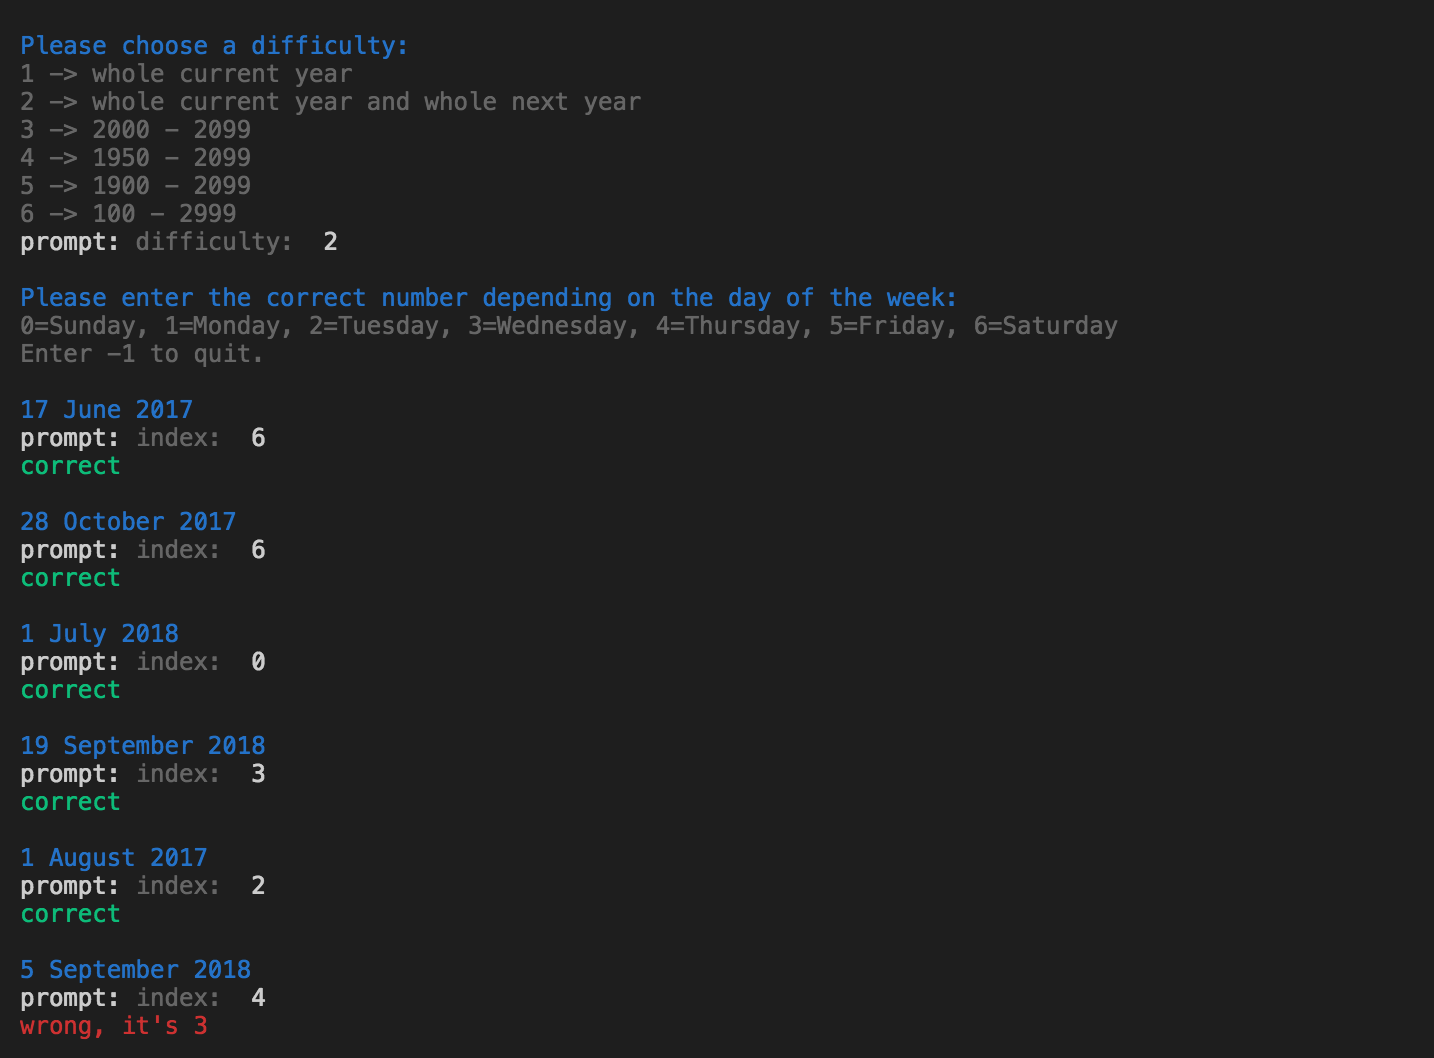 Please choose a difficulty:
1 -> whole current year
2 -> whole current year and whole next year
3 -> 2000 - 2099
4 -> 1950 - 2099
5 -> 1900 - 2099
6 -> 100 - 2999
prompt: difficulty:  2
Please enter the correct number depending on the day of the week:
0=Sunday, 1=Monday, 2=Tuesday, 3=Wednesday, 4=Thursday, 5=Friday, 6=Saturday
Enter -1 to quit.
17 June 2017
prompt: index:  6
correct
28 October 2017
prompt: index:  6
correct
1 July 2018
prompt: index:  0
correct
19 September 2018
prompt: index:  3
correct
1 August 2017
prompt: index:  2
correct
5 September 2018
prompt: index:  4
wrong, it's 3